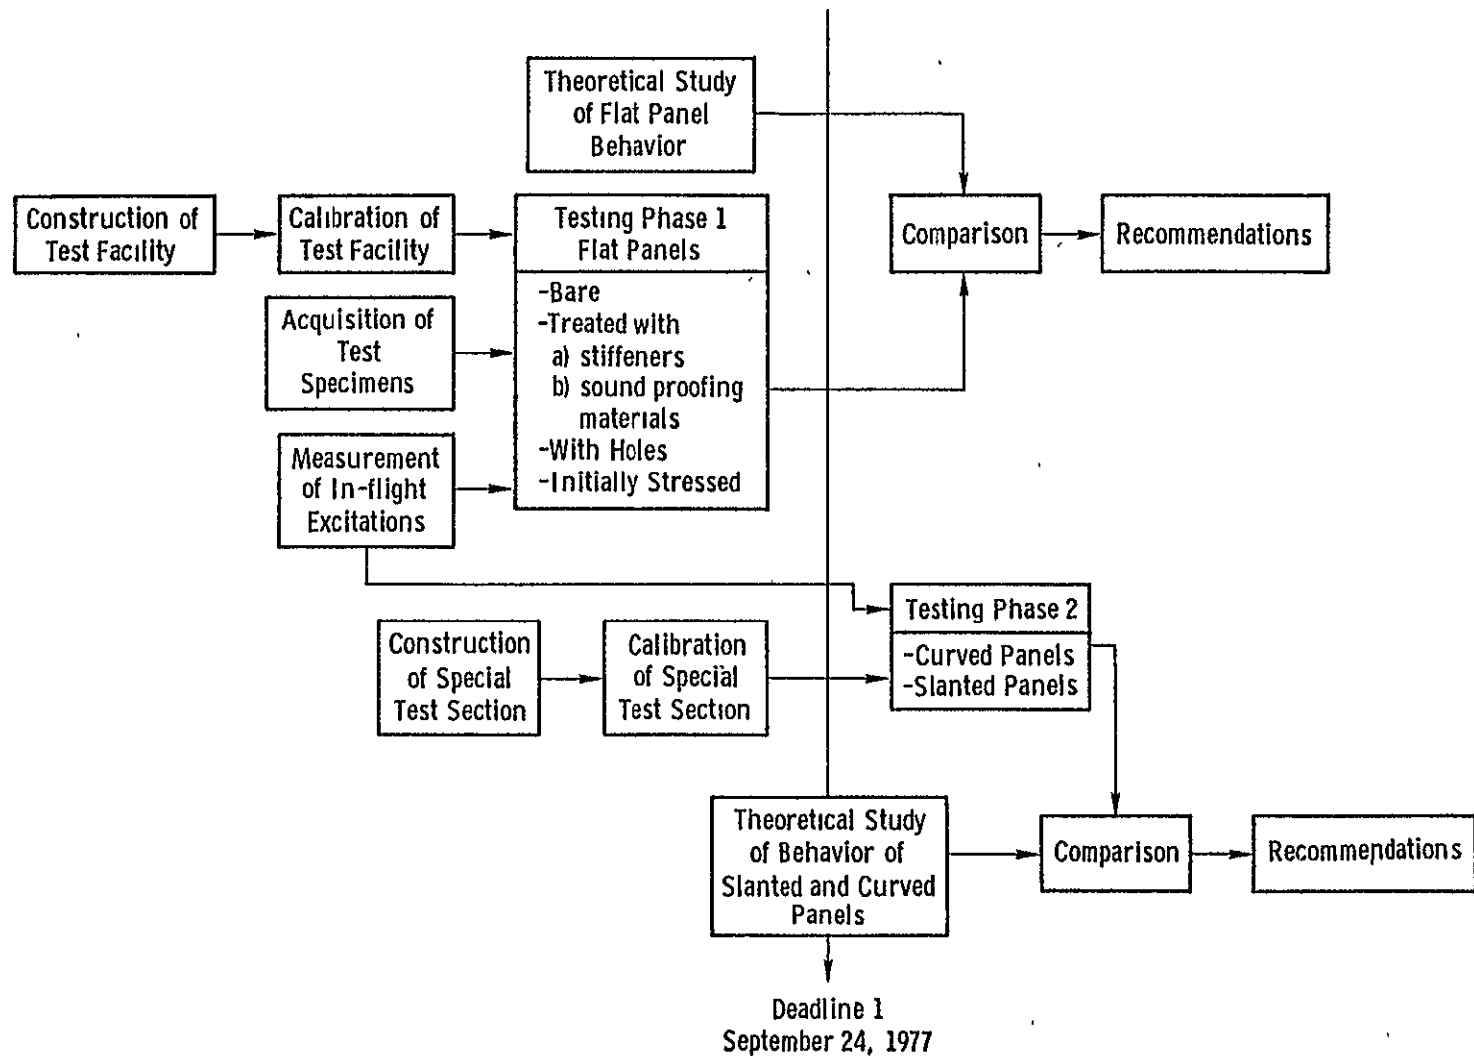 Theoretical Study
of Flat Panel
Behavior
Construction of
Test Facility
Calibration of
Test Facility
Testing Phase 1
Flat Panels
-Bare
-Treated with
a) stiffeners
b) sound proofing
materials
-With Holes
-Initially Stressed
Comparison
Recommendations
Acquisition of
Test
Specimens
Measurement
of In-flight
Excitations
Testing Phase 2
-Curved Panels
-Slanted Panels
Construction
of Special
Test Section
Calibration
of Special
Test Section
Theoretical Study
of Behavior of
Slanted and Curved
Panels
Comparison
Recommendations
Deadline 1
September 24, 1977